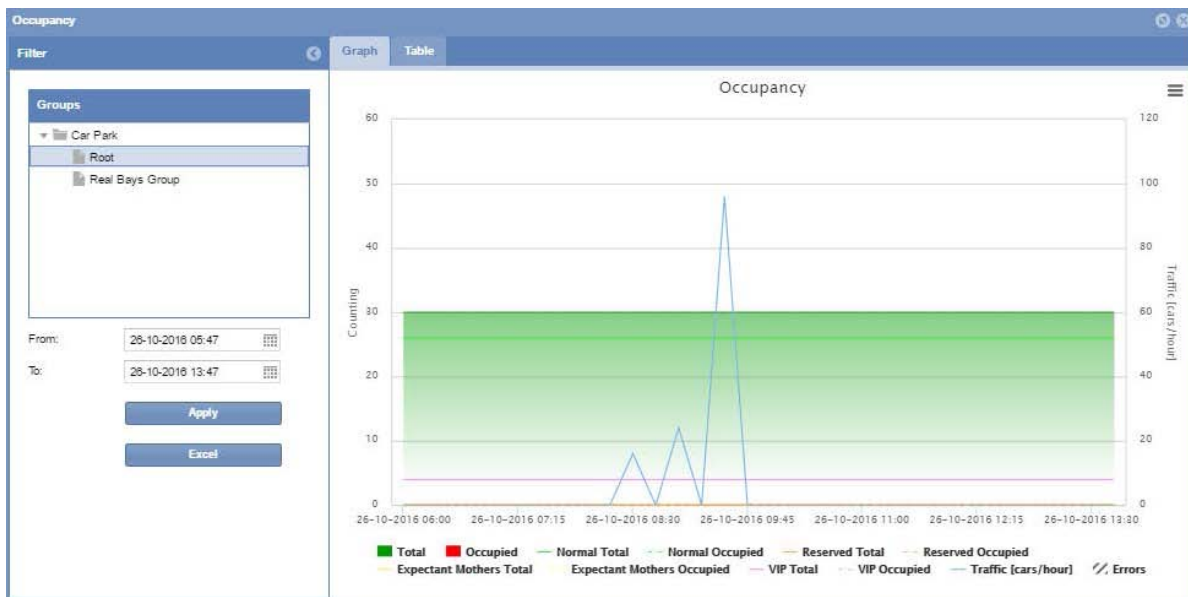 Occupancy
Filter
Graph Table
Groups
Car Park
Root
Real Bays Group
From: 26-10-2016 05:47
To: 26-10-2016 13:47
Apply
Excel
Occupancy
60
50
40
30
20
10
0
Counting
120
100
80
60
40
20
0
Traffic [cars/hour]
26-10-2016 06:00 26-10-2016 07:15 26-10-2016 08:30 26-10-2016 09:45 26-10-2016 11:00 26-10-2016 12:15 26-10-2016 13:30
Total Occupied Normal Total Normal Occupied Reserved Total Reserved Occupied
Expectant Mothers Total Expectant Mothers Occupied VIP Total VIP Occupied Traffic [cars/hour] Errors